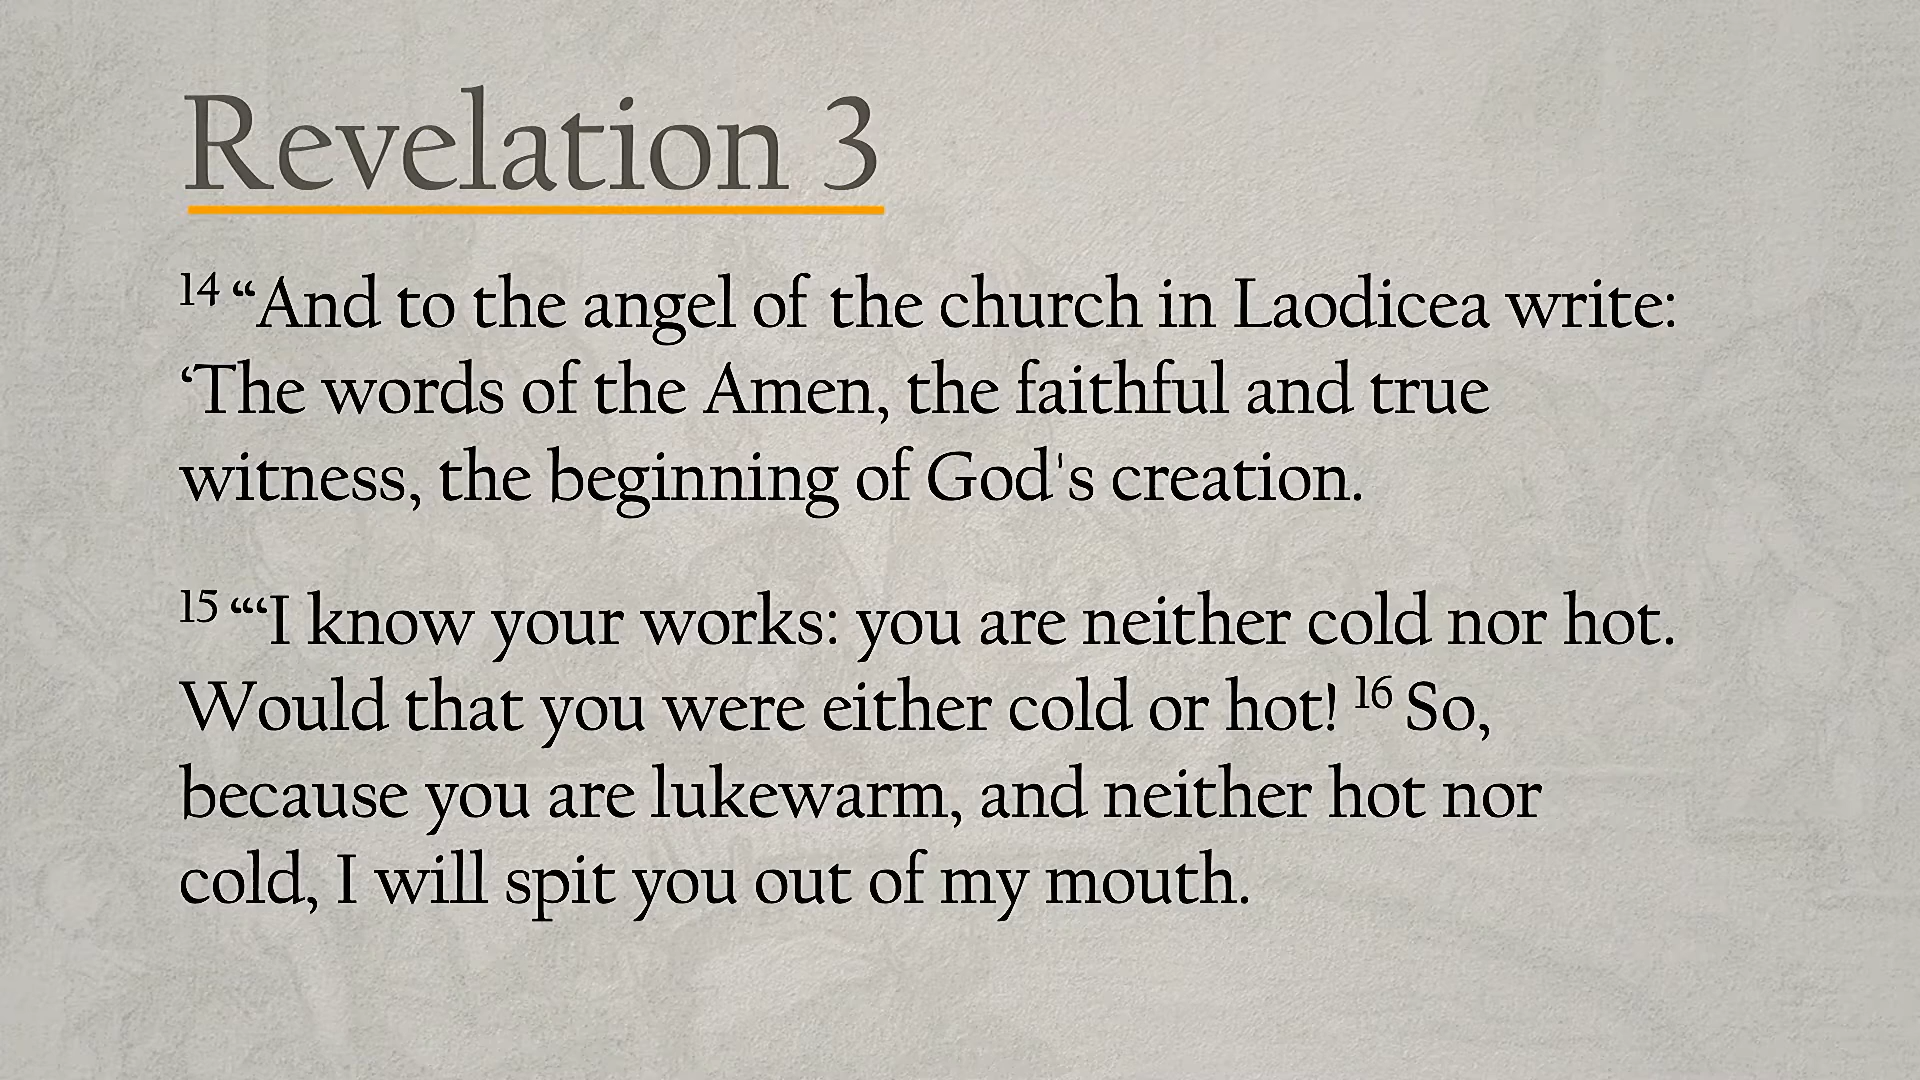 Revelation 3
14 “And to the angel of the church in Laodicea write:
‘The words of the Amen, the faithful and true
witness, the beginning of God's creation.
15 “‘I know your works: you are neither cold nor hot.
Would that you were either cold or hot! 16 So,
because you are lukewarm, and neither hot nor
cold, I will spit you out of my mouth.